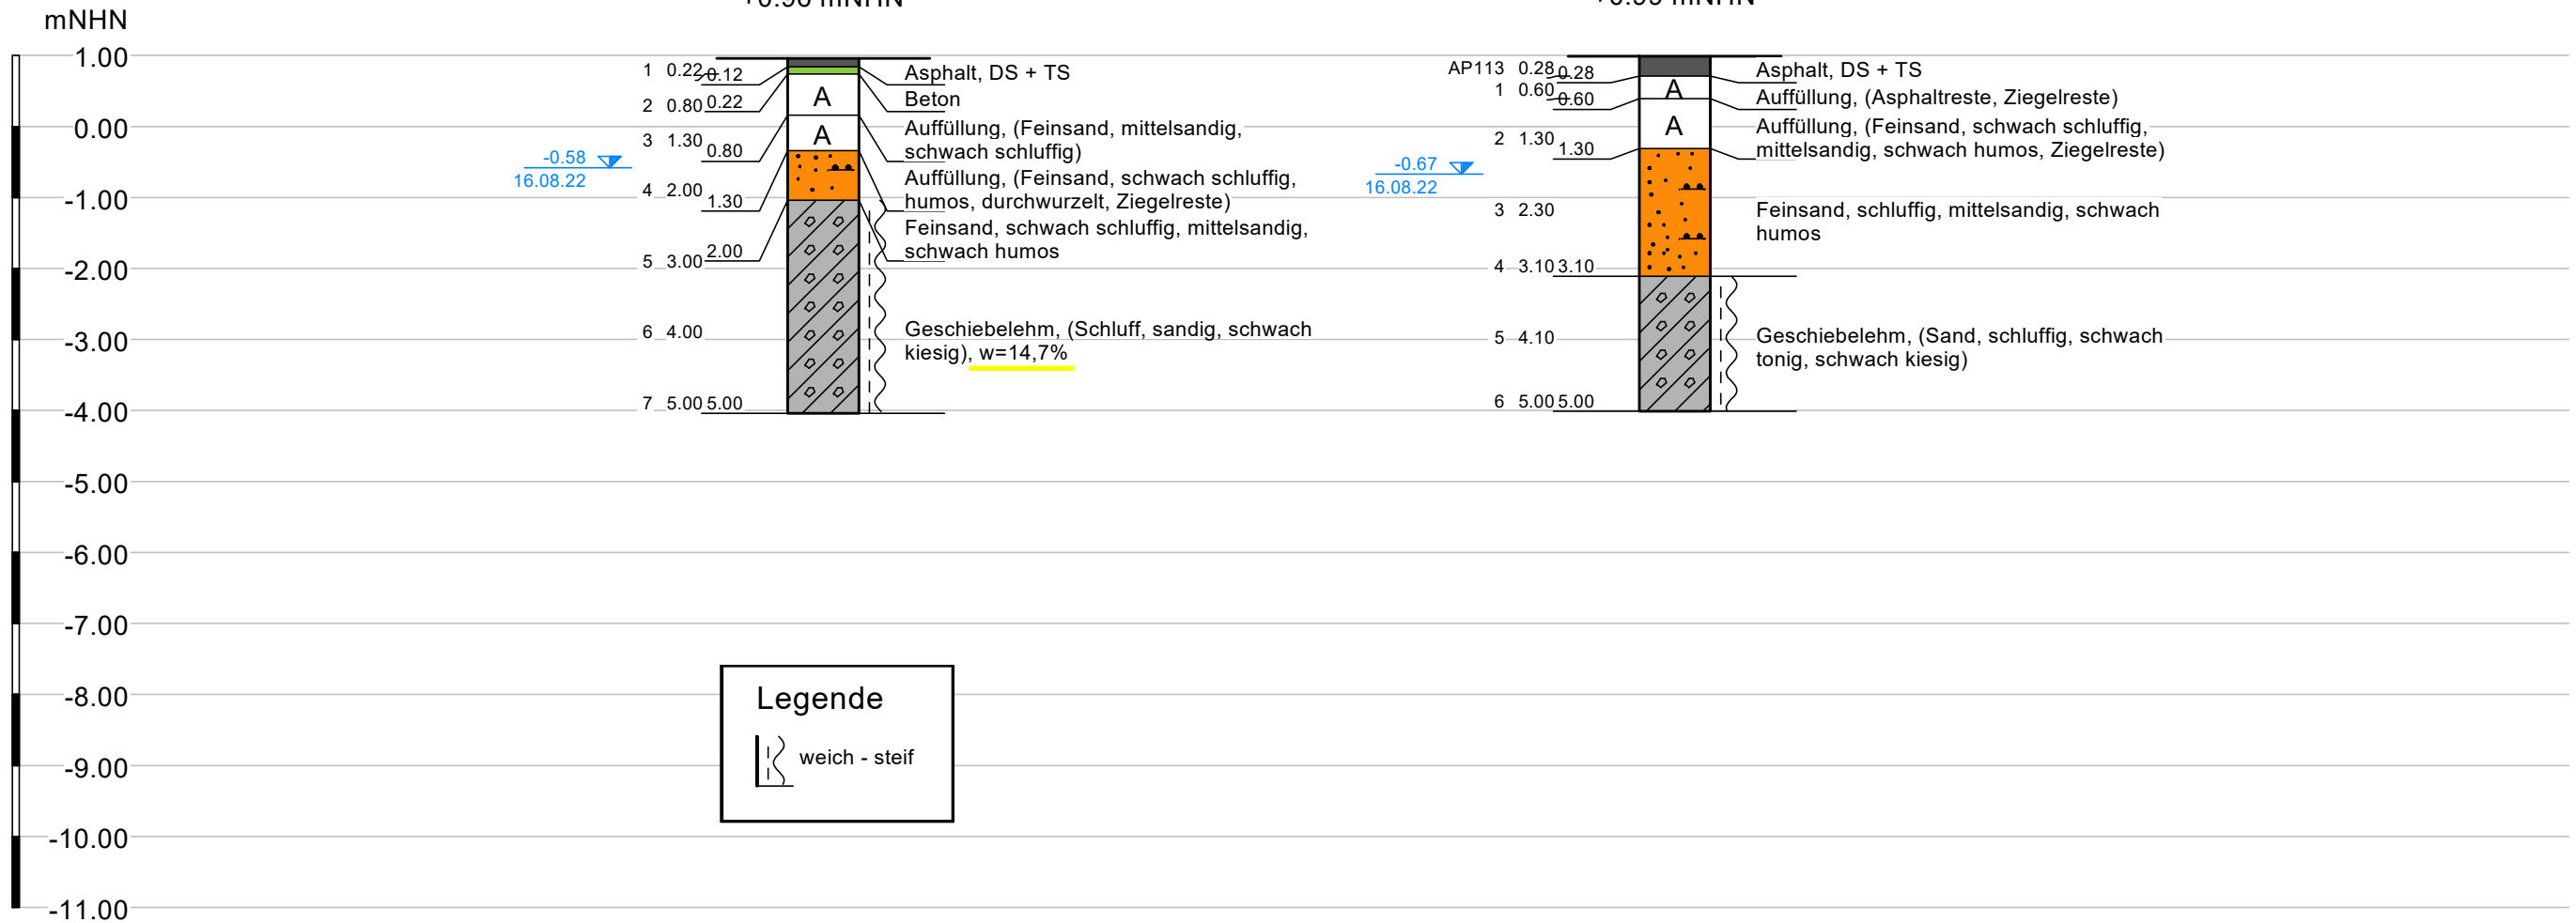 mNHN
1.00
0.00
-1.00
-2.00
-3.00
-4.00
-5.00
-6.00
-7.00
-8.00
-9.00
-10.00
-11.00
1 0.22
0.12
2 0.80
0.22
3 1.30
0.80
4 2.00
1.30
5 3.00
2.00
6 4.00
7 5.00
5.00
-0.58
16.08.22
A
A
Asphalt, DS + TS
Beton
Auffüllung, (Feinsand, mittelsandig,
schwach schluffig)
Auffüllung, (Feinsand, schwach schluffig,
humos, durchwurzelt, Ziegelreste)
Feinsand, schwach schluffig, mittelsandig,
schwach humos
Geschiebelehm, (Schluff, sandig, schwach
kiesig), w=14,7%
AP113 0.28
0.28
1 0.60
0.60
2 1.30
1.30
3 2.30
4 3.10
3.10
5 4.10
6 5.00
5.00
-0.67
16.08.22
A
A
Asphalt, DS + TS
Auffüllung, (Asphaltreste, Ziegelreste)
Auffüllung, (Feinsand, schwach schluffig,
mittelsandig, schwach humos, Ziegelreste)
Feinsand, schluffig, mittelsandig, schwach
humos
Geschiebelehm, (Sand, schluffig, schwach
tonig, schwach kiesig)
Legende
weich - steif